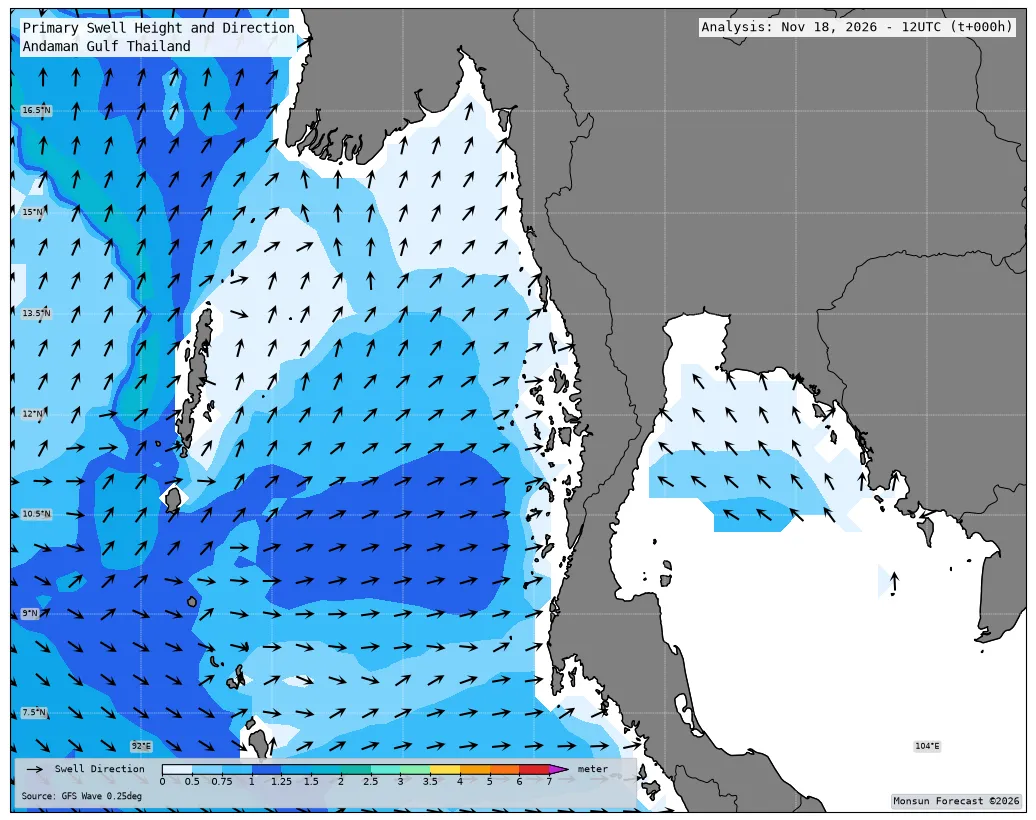 Primary Swell Height and Direction
Andaman Gulf Thailand
Analysis: Nov 18, 2026 - 12UTC (t+000h)
16.5°N
15°N
13.5°N
12°N
10.5°N
9°N
7.5°N
92°E
104°E
Swell Direction
meter
0 0.5 0.75 1 1.25 1.5 2 2.5 3 3.5 4 5 6 7
Source: GFS Wave 0.25deg
Monsun Forecast ©2026